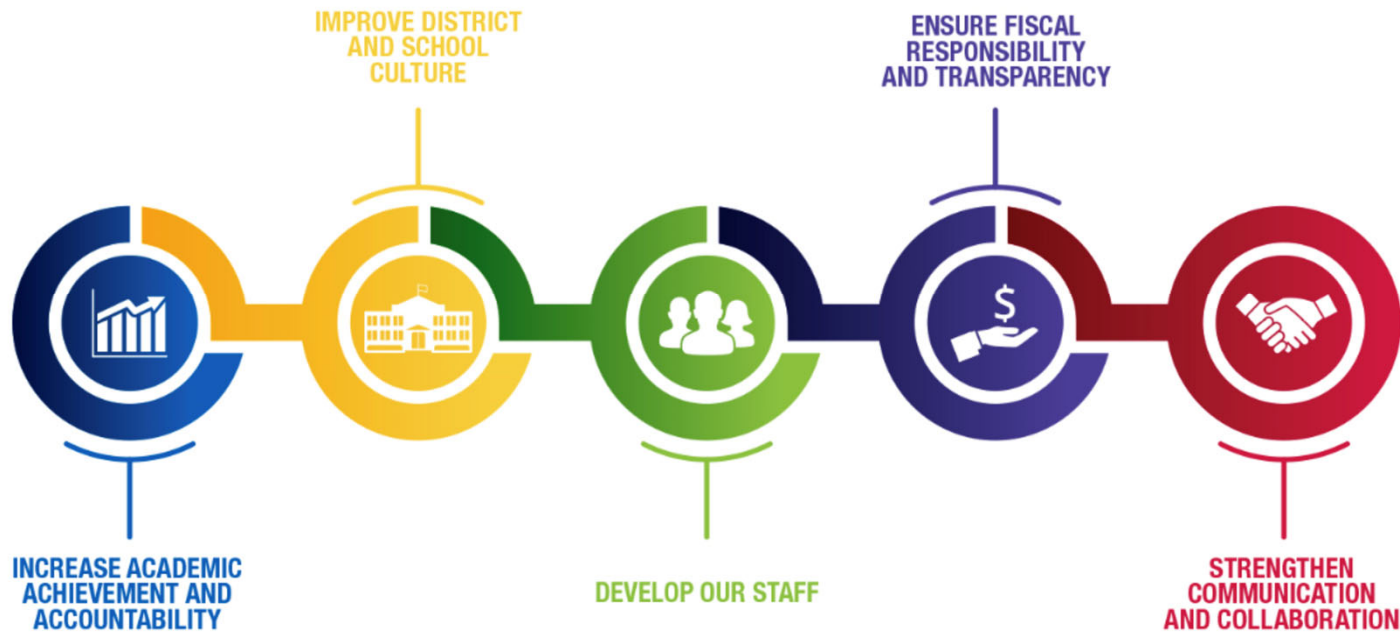 IMPROVE DISTRICT
AND SCHOOL
CULTURE
ENSURE FISCAL
RESPONSIBILITY
AND TRANSPARENCY
$
INCREASE ACADEMIC
ACHIEVEMENT AND
ACCOUNTABILITY
DEVELOP OUR STAFF
STRENGTHEN
COMMUNICATION
AND COLLABORATION